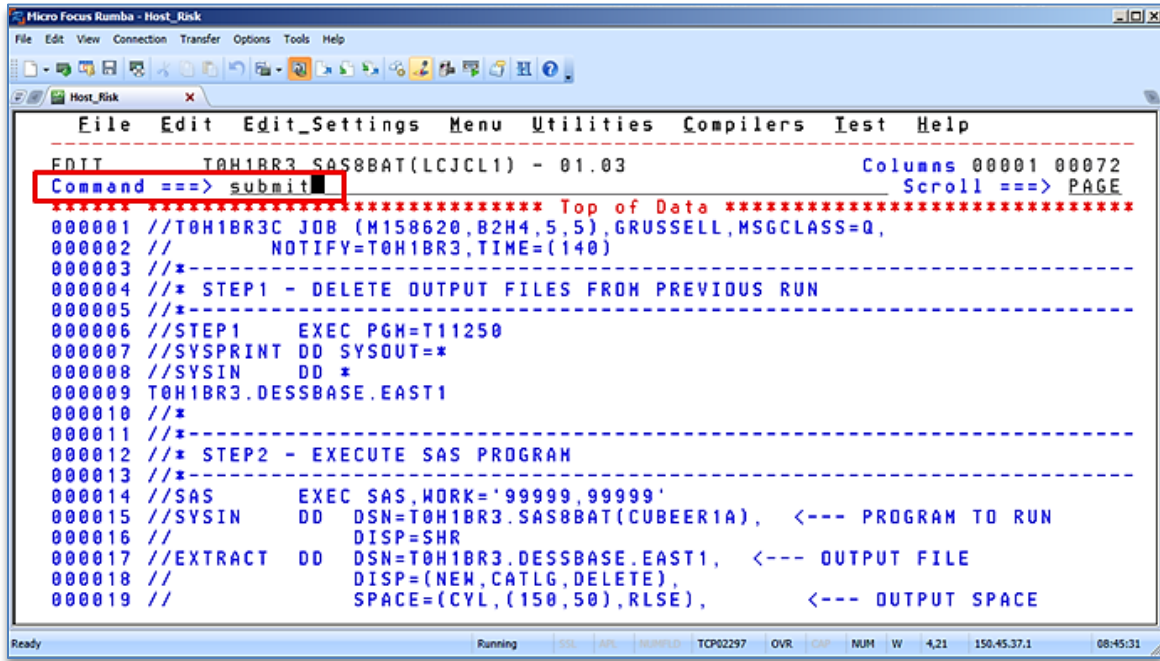 Micro Focus Rumba - Host_Risk
File Edit View Connection Transfer Options Tools Help
Host_Risk x
File Edit Edit_Settings Menu Utilities Compilers Test Help
EDIT T0H1BR3.SAS8BAT(LCJCL1) - 01.03 Columns 00001 00072
Command ===> submit Scroll ===> PAGE
****** ***************************** Top of Data ******************************
000001 //T0H1BR3C JOB (M158620,B2H4,5,5),GRUSSELL,MSGCLASS=Q,
000002 // NOTIFY=T0H1BR3,TIME=(140)
000003 //*-----------------------------------------------------------
000004 //* STEP1 - DELETE OUTPUT FILES FROM PREVIOUS RUN
000005 //*-----------------------------------------------------------
000006 //STEP1 EXEC PGM=T11250
000007 //SYSPRINT DD SYSOUT=*
000008 //SYSIN DD *
000009 T0H1BR3.DESSBASE.EAST1
000010 //*
000011 //*-----------------------------------------------------------
000012 //* STEP2 - EXECUTE SAS PROGRAM
000013 //*-----------------------------------------------------------
000014 //SAS EXEC SAS,WORK='99999,99999'
000015 //SYSIN DD DSN=T0H1BR3.SAS8BAT(CUBEER1A), <--- PROGRAM TO RUN
000016 // DISP=SHR
000017 //EXTRACT DD DSN=T0H1BR3.DESSBASE.EAST1, <--- OUTPUT FILE
000018 // DISP=(NEW,CATLG,DELETE),
000019 // SPACE=(CYL,(150,50),RLSE), <--- OUTPUT SPACE
Ready Running SSL APL NUMFLD TCP02297 OVR CAP NUM W 4,21 150.45.37.1 08:45:31